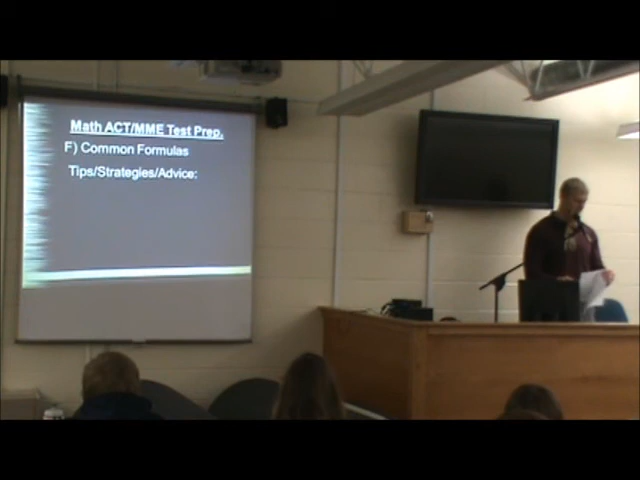 Math ACT/MME Test Prep.
F) Common Formulas
Tips/Strategies/Advice: